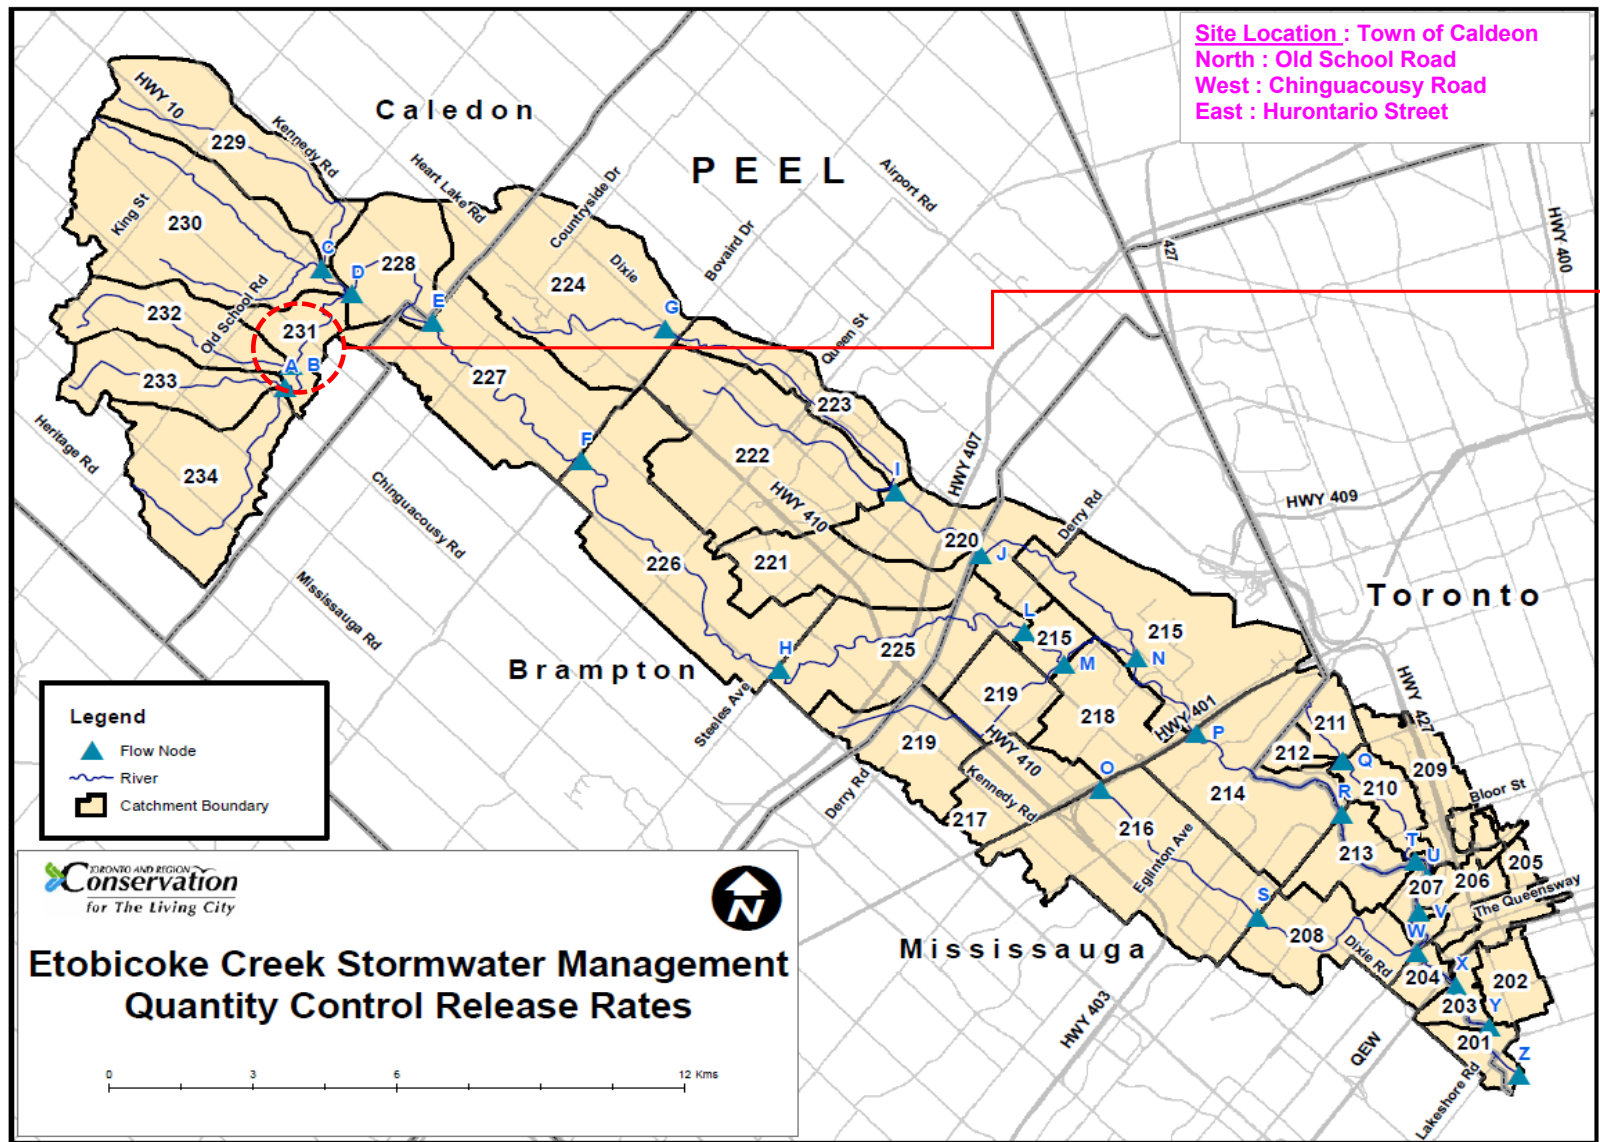 Site Location : Town of Caldeon
North : Old School Road
West : Chinguacousy Road
East : Hurontario Street
Caledon
PEEL
HWY 10
Kennedy Rd
229
Heart Lake Rd
Countryside Dr
Airport Rd
King St
230
Dixie
Bovaird Dr
427
HWY 400
C
D
228
224
E
G
232
Old School Rd
231
Queen St
A
B
233
227
223
Heritage Rd
234
F
222
I
HWY 407
HWY 410
HWY 409
Chinguacousy Rd
Derry Rd
226
221
220
J
Mississauga Rd
Toronto
L
215
215
H
225
M
N
Brampton
219
218
HWY 401
HWY 427
Steeles Ave
P
211
219
HWY 410
212
Q
209
Legend
Flow Node
River
Catchment Boundary
O
Kennedy Rd
Derry Rd
214
R
210
Bloor St
217
216
213
T
U
205
Eglinton Ave
206
207
The Queensway
S
V
W
208
Dixie Rd
Mississauga
X
204
202
203
Y
HWY 403
QEW
201
Z
Lakeshore Rd
TORONTO AND REGION
Conservation
for The Living City
N
Etobicoke Creek Stormwater Management
Quantity Control Release Rates
0 3 6 12 Kms